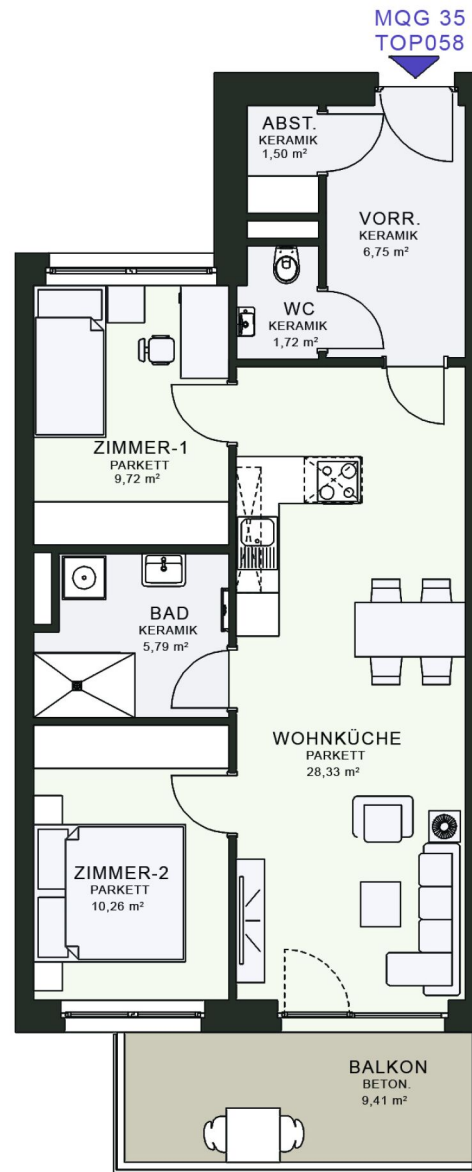 MQG 35
TOP058
ABST.
KERAMIK
1,50 m²
VORR.
KERAMIK
6,75 m²
WC
KERAMIK
1,72 m²
ZIMMER-1
PARKETT
9,72 m²
BAD
KERAMIK
5,79 m²
WOHNKÜCHE
PARKETT
28,33 m²
ZIMMER-2
PARKETT
10,26 m²
BALKON
BETON.
9,41 m²